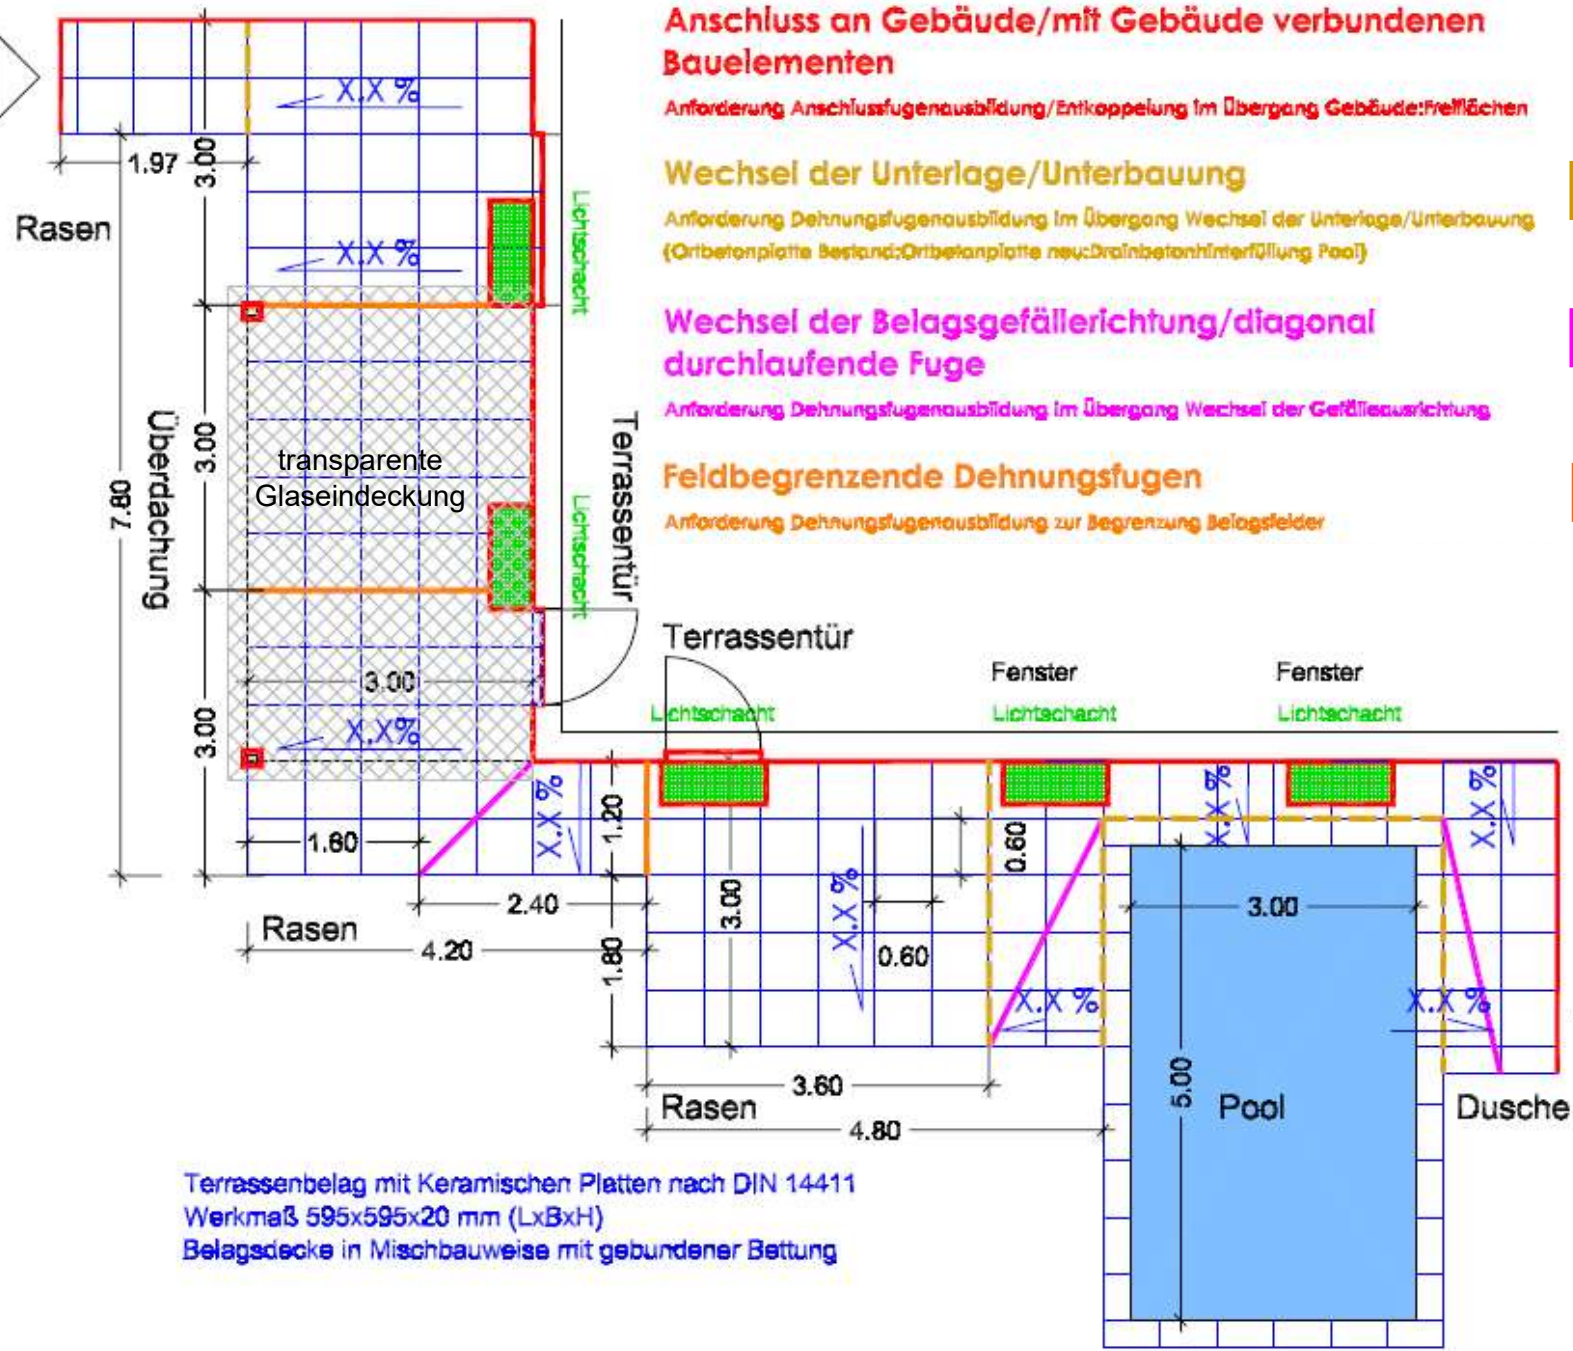 Anschluss an Gebäude/mit Gebäude verbundenen
Bauelementen
Anforderung Anschlussfugenausbildung/Entkoppelung im Übergang Gebäude:Freiflächen
Wechsel der Unterlage/Unterbauung
Anforderung Dehnungsfugenausbildung im Übergang Wechsel der Unterlage/Unterbauung
(Ortbetonplatte Bestand:Ortbetonplatte neu:Drainbetonhinterfüllung Pool)
Wechsel der Belagsgefällerichtung/diagonal
durchlaufende Fuge
Anforderung Dehnungsfugenausbildung im Übergang Wechsel der Gefälleausrichtung
Feldbegrenzende Dehnungsfugen
Anforderung Dehnungsfugenausbildung zur Begrenzung Belagsfelder
X.X %
1.97
3.00
Rasen
X.X %
Lichtschacht
7.80
Überdachung
3.00
transparente
Glaseindeckung
Lichtschacht
Terrassentür
3.00
3.00
X.X%
Terrassentür
Fenster
Fenster
Lichtschacht
Lichtschacht
Lichtschacht
1.80
X.X %
1.20
2.40
Rasen
4.20
1.80
3.00
X.X %
0.60
0.60
X.X %
X.X %
X.X %
3.00
X.X %
3.60
Rasen
4.80
5.00
Pool
Dusche
Terrassenbelag mit Keramischen Platten nach DIN 14411
Werkmaß 595x595x20 mm (LxBxH)
Belagsdecke in Mischbauweise mit gebundener Bettung